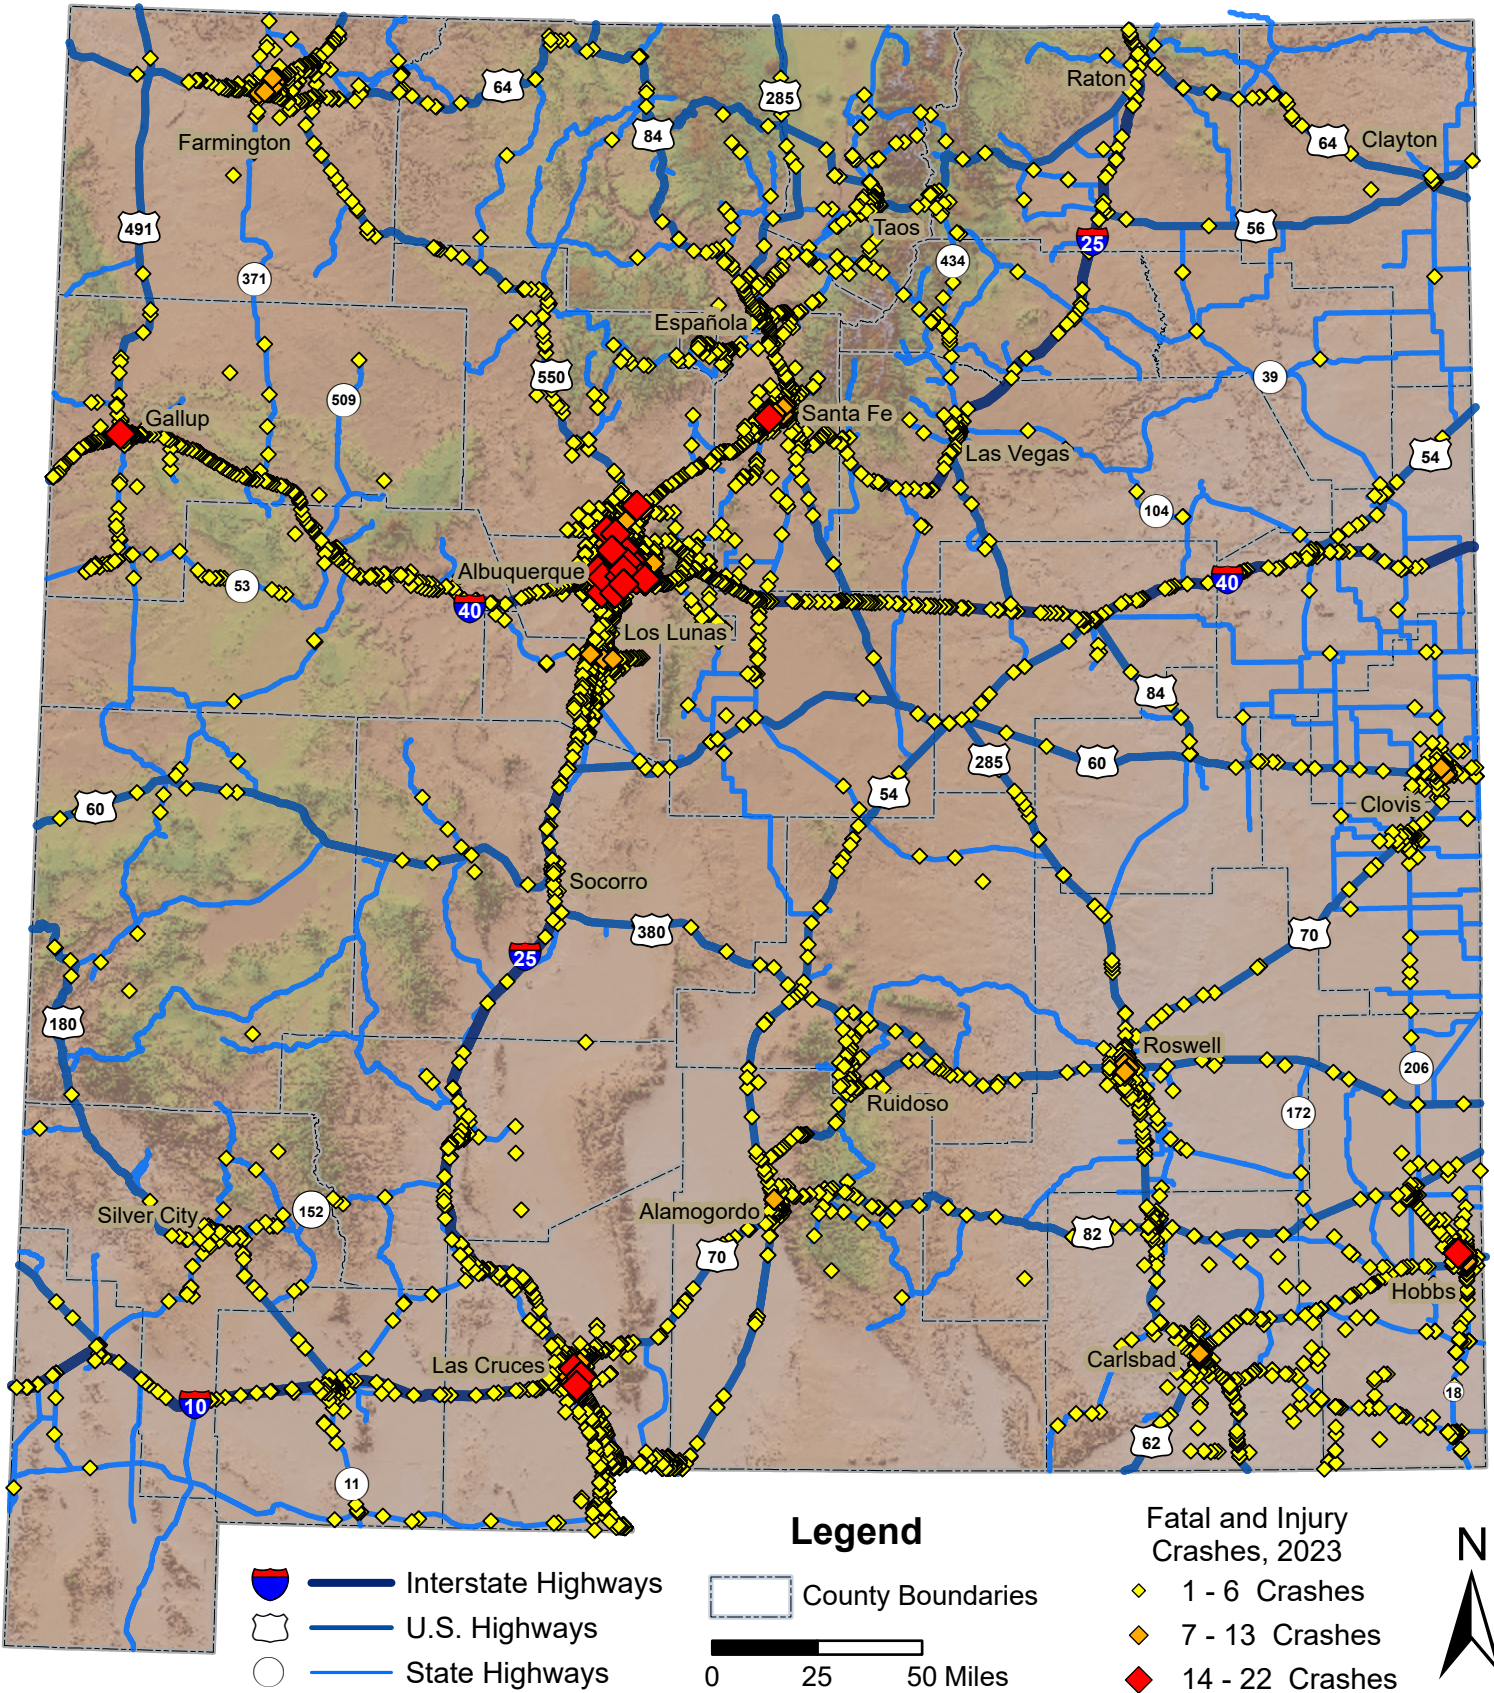 Raton
64
285
84
Farmington
64
Clayton
491
Taos
56
25
434
371
Española
550
39
509
Gallup
Santa Fe
Las Vegas
54
104
Albuquerque
53
40
40
Los Lunas
84
285
60
54
60
Clovis
Socorro
380
70
25
180
Roswell
206
Ruidoso
172
Silver City
152
Alamogordo
82
70
Hobbs
Las Cruces
Carlsbad
18
10
62
11
Legend
Fatal and Injury
Crashes, 2023
N
Interstate Highways
County Boundaries
1 - 6 Crashes
U.S. Highways
7 - 13 Crashes
State Highways
0 25 50 Miles
14 - 22 Crashes